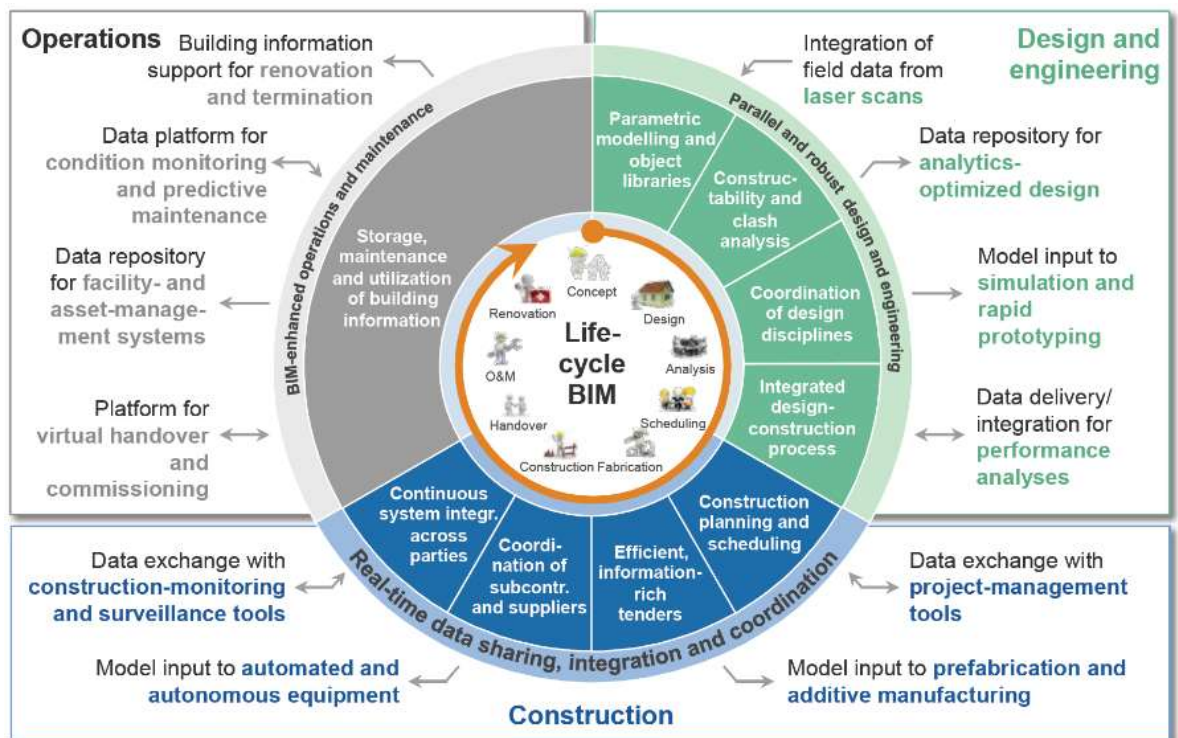 Operations
Building information
support for renovation
and termination
Data platform for
condition monitoring
and predictive
maintenance
Data repository
for facility- and
asset-manage-
ment systems
Platform for
virtual handover
and
commissioning
BIM-enhanced operations and maintenance
Storage,
maintenance
and utilization
of building
information
Design and
engineering
Integration of
field data from
laser scans
Data repository for
analytics-
optimized design
Model input to
simulation and
rapid
prototyping
Data delivery/
integration for
performance
analyses
Parallel and robust design and engineering
Parametric
modelling and
object
libraries
Construc-
tability and
clash
analysis
Coordination
of design
disciplines
Integrated
design-
construction
process
Life-
cycle
BIM
Concept
Design
Analysis
Scheduling
Fabrication
Construction
Handover
O&M
Renovation
Continuous
system integr.
across
parties
Coordi-
nation of
subcontr.
and suppliers
Efficient,
information-
rich
tenders
Construction
planning and
scheduling
Real-time data sharing, integration and coordination
Data exchange with
construction-monitoring
and surveillance tools
Model input to automated and
autonomous equipment
Data exchange with
project-management
tools
Model input to prefabrication and
additive manufacturing
Construction